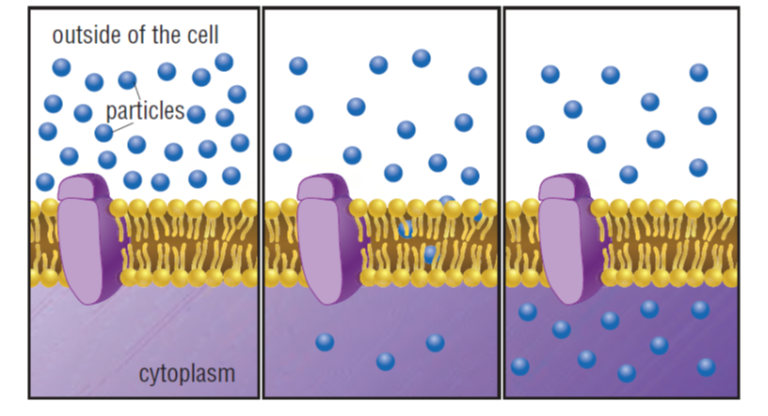 outside of the cell
particles
cytoplasm